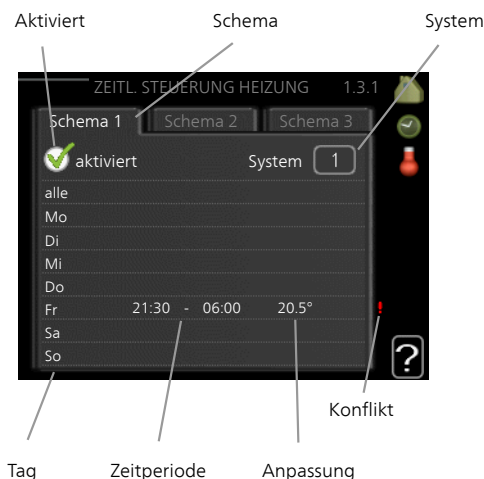 Aktiviert Schema System
ZEITL. STEUERUNG HEIZUNG 1.3.1
Schema 1 Schema 2 Schema 3
aktiviert System 1
alle
Mo
Di
Mi
Do
Fr 21:30 - 06:00 20.5° !
Sa
So
?
Konflikt
Tag Zeitperiode Anpassung